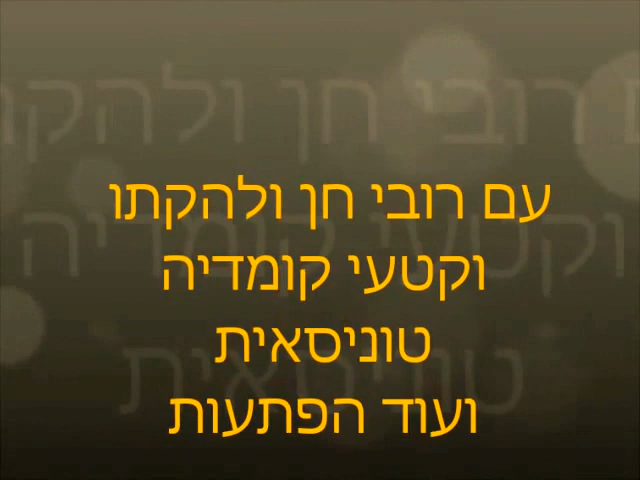 עם רובי חן ולהקתו
וקטעי קומדיה
טוניסאית
ועוד הפתעות